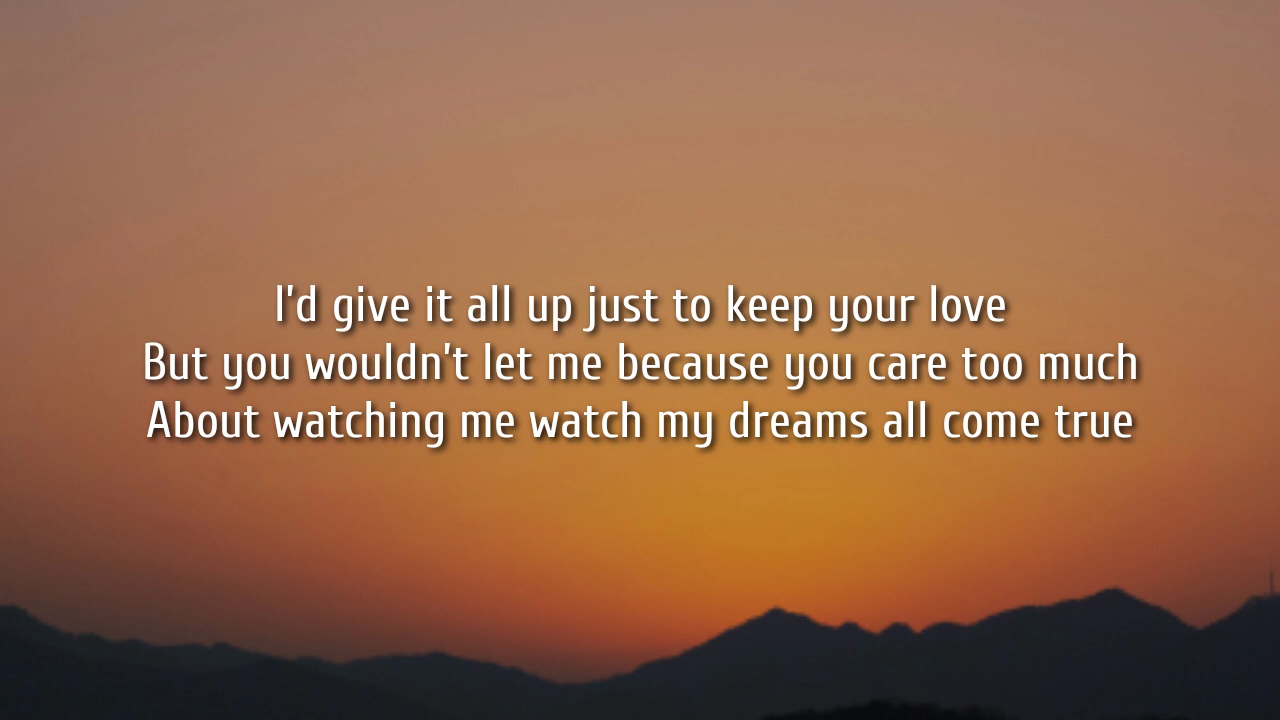 I'd give it all up just to keep your love
But you wouldn't let me because you care too much
About watching me watch my dreams all come true